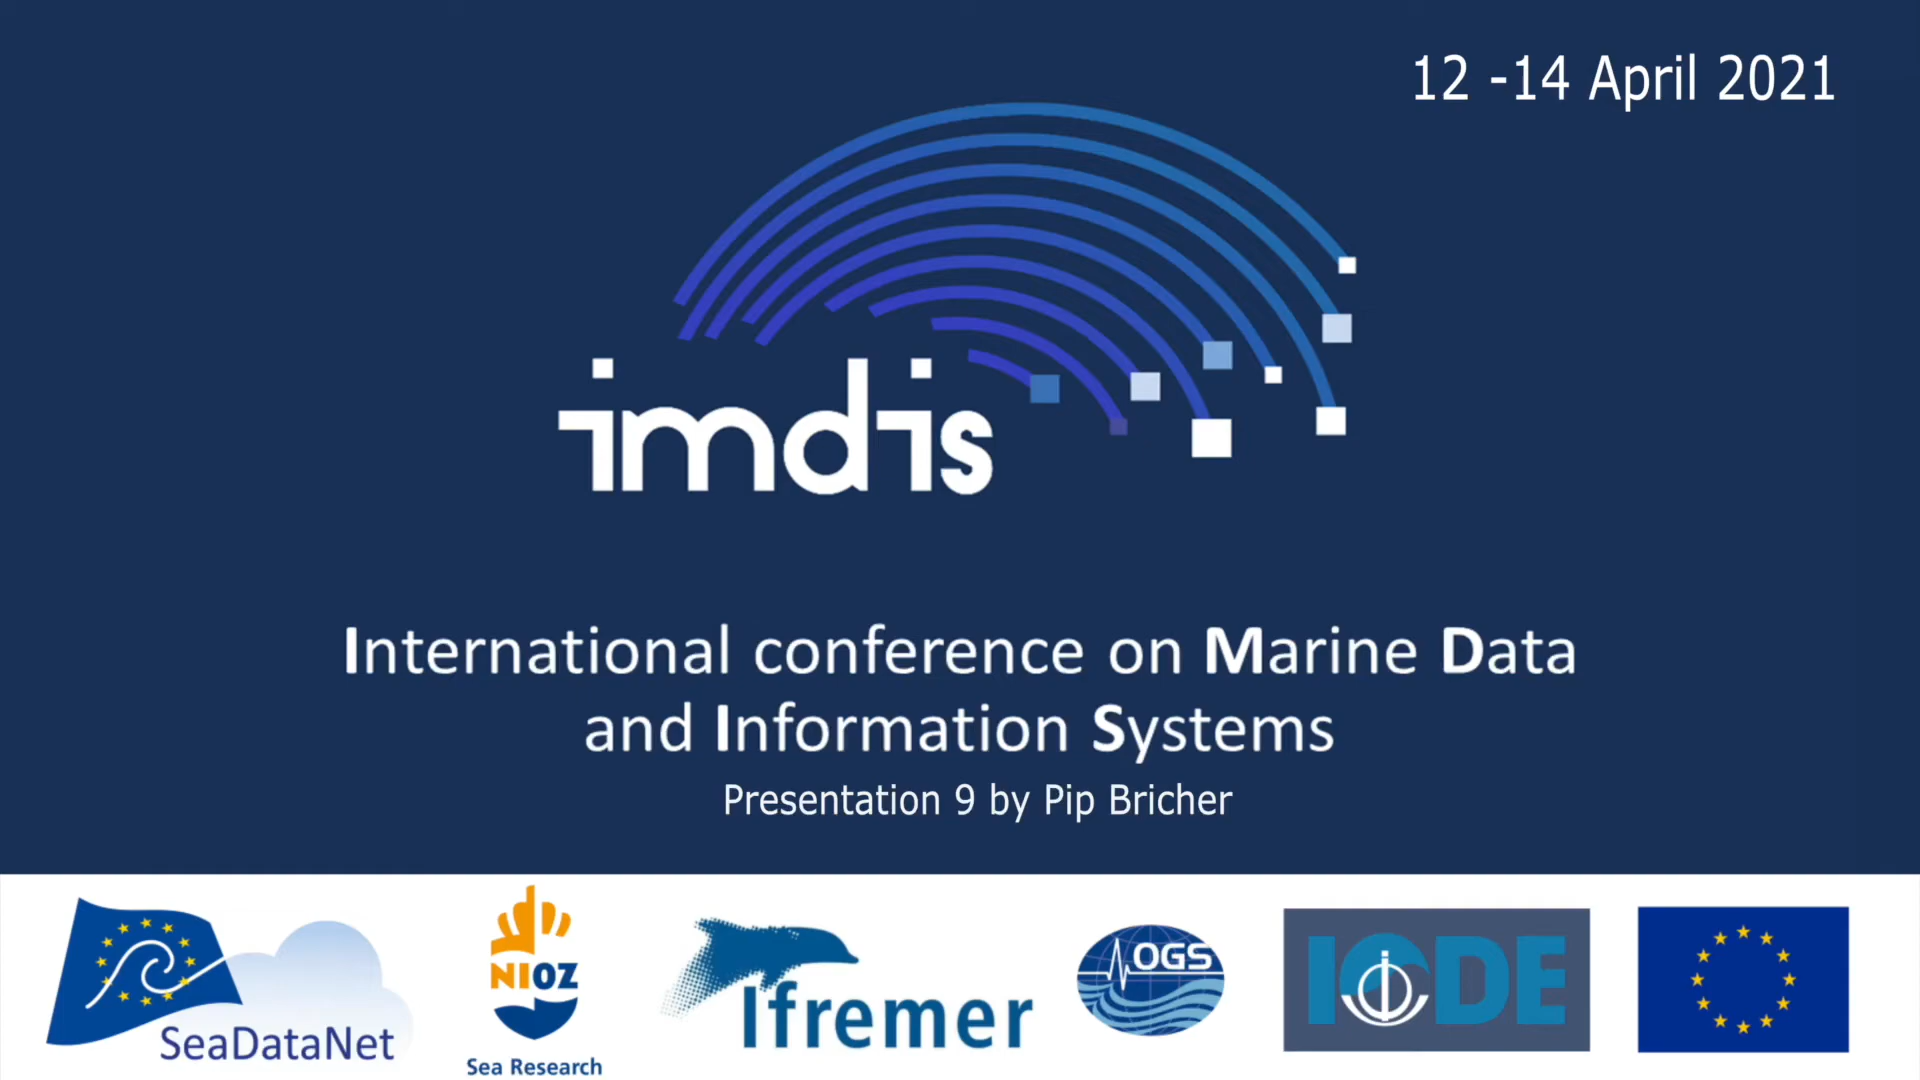 12 -14 April 2021
imdis
International conference on Marine Data
and Information Systems
Presentation 9 by Pip Bricher
SeaDataNet
NIOZ
Sea Research
Ifremer
OGS
IODE